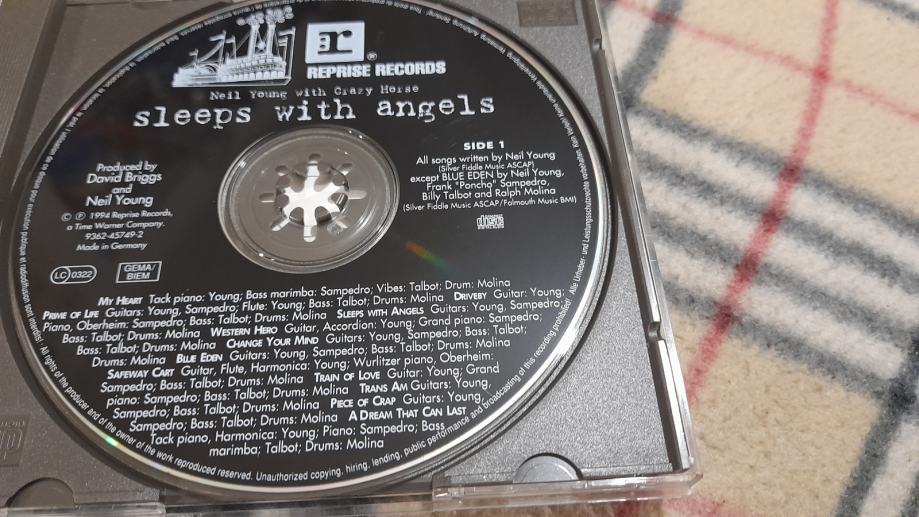 REPRISE RECORDS®
Neil Young with Crazy Horse
sleeps with angels
Produced by
David Briggs
and
Neil Young
© ℗ 1994 Reprise Records,
a Time Warner Company.
9362-45749-2
Made in Germany
LC 0322
GEMA/
BIEM
SIDE 1
All songs written by Neil Young
(Silver Fiddle Music ASCAP)
except BLUE EDEN by Neil Young,
Frank "Poncho" Sampedro,
Billy Talbot and Ralph Molina
(Silver Fiddle Music ASCAP/Falmouth Music BMI)
MY HEART Tack piano: Young; Bass marimba: Sampedro; Vibes: Talbot; Drum: Molina
PRIME OF LIFE Guitars: Young, Sampedro; Flute: Young; Bass: Talbot; Drums: Molina DRIVEBY Guitar: Young;
Piano, Oberheim: Sampedro; Bass: Talbot; Drums: Molina SLEEPS WITH ANGELS Guitars: Young, Sampedro;
Bass: Talbot; Drums: Molina WESTERN HERO Guitar, Accordion: Young; Grand piano: Sampedro;
Bass: Talbot; Drums: Molina CHANGE YOUR MIND Guitars: Young, Sampedro; Bass: Talbot;
Drums: Molina BLUE EDEN Guitars: Young, Sampedro; Bass: Talbot; Drums: Molina
SAFEWAY CART Guitar, Flute, Harmonica: Young; Wurlitzer piano, Oberheim:
Sampedro; Bass: Talbot; Drums: Molina TRAIN OF LOVE Guitar: Young; Grand
piano: Sampedro; Bass: Talbot; Drums: Molina TRANS AM Guitars: Young,
Sampedro; Bass: Talbot; Drums: Molina PIECE OF CRAP Guitars: Young,
Sampedro; Bass: Talbot; Drums: Molina A DREAM THAT CAN LAST
Tack piano, Harmonica: Young; Piano: Sampedro; Bass
marimba; Talbot; Drums: Molina
All rights of the producer and of the owner of the work reproduced reserved. Unauthorized copying, hiring, lending, public performance and broadcasting of this recording prohibited! Alle Urheber- und Leistungsschutzrechte vorbehalten.